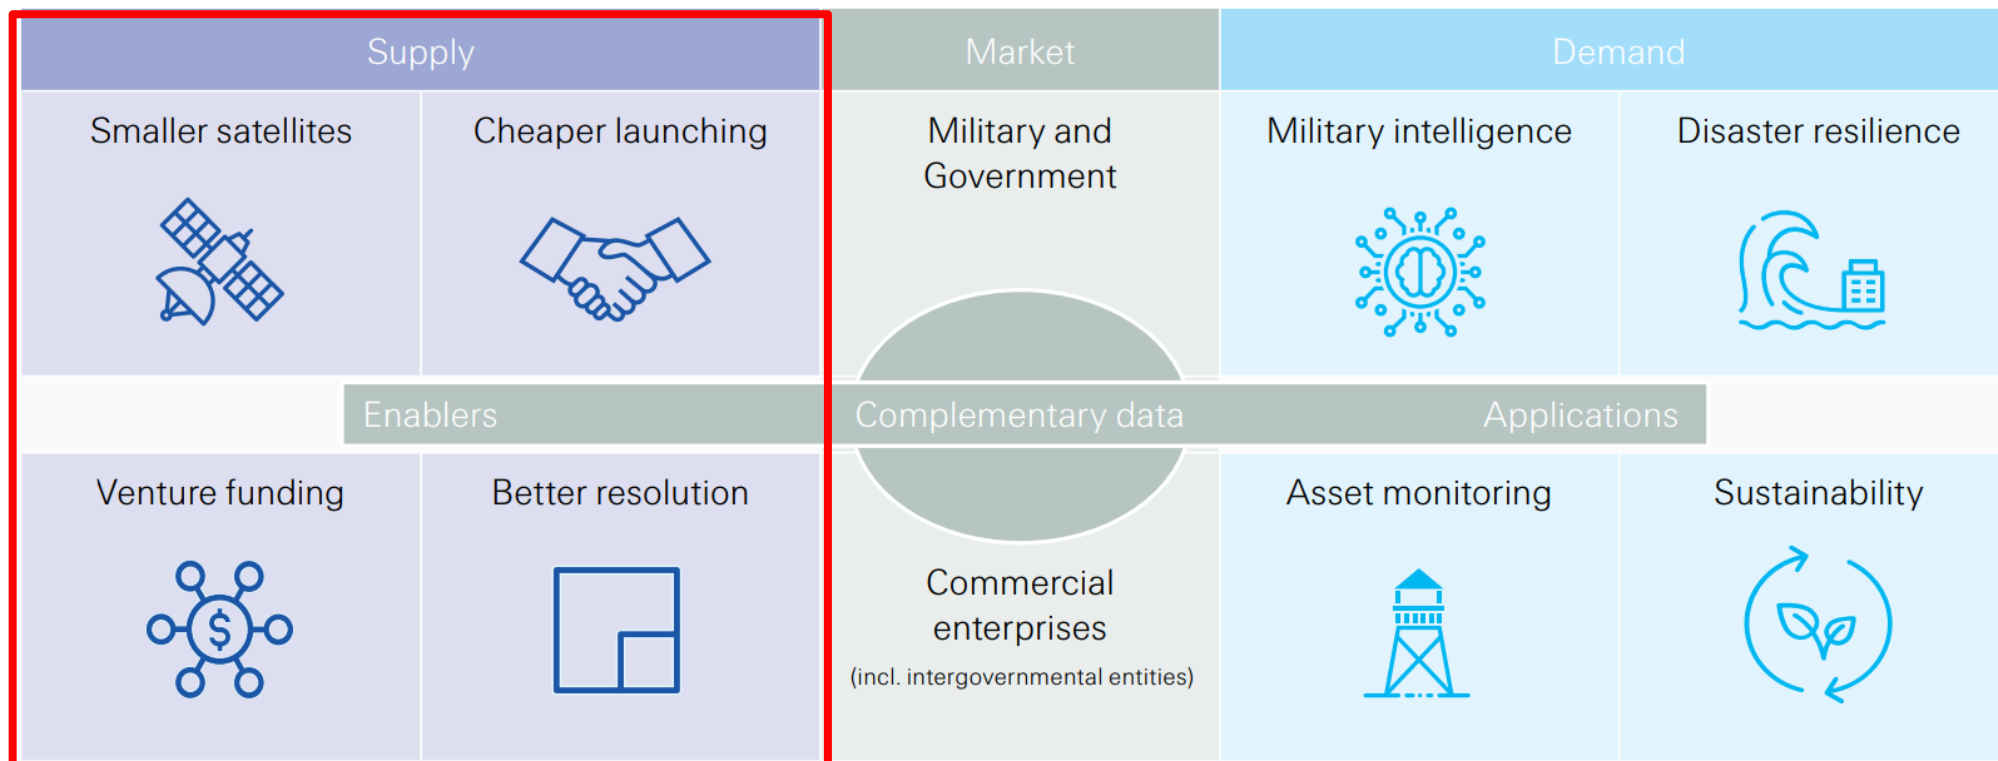 Supply
Market
Demand
Smaller satellites
Cheaper launching
Military and
Government
Military intelligence
Disaster resilience
Enablers
Complementary data
Applications
Venture funding
$
Better resolution
Commercial
enterprises
(incl. intergovernmental entities)
Asset monitoring
Sustainability